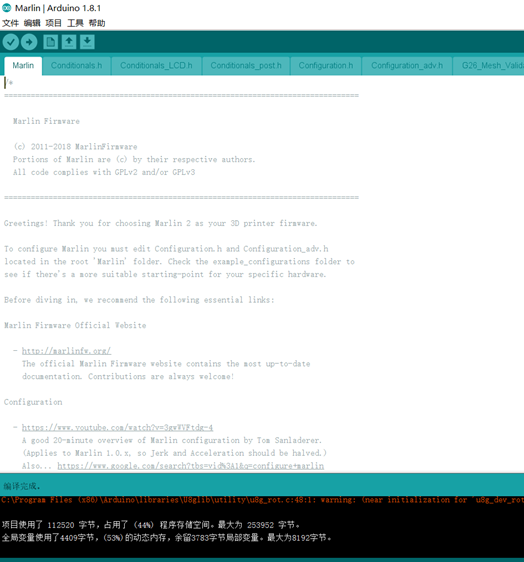 Marlin | Arduino 1.8.1
文件 编辑 项目 工具 帮助
Marlin Conditionals.h Conditionals_LCD.h Conditionals_post.h Configuration.h Configuration_adv.h G26_Mesh_Valid
/*
================================================================================
Marlin Firmware
(c) 2011-2018 MarlinFirmware
Portions of Marlin are (c) by their respective authors.
All code complies with GPLv2 and/or GPLv3
================================================================================
Greetings! Thank you for choosing Marlin 2 as your 3D printer firmware.
To configure Marlin you must edit Configuration.h and Configuration_adv.h
located in the root 'Marlin' folder. Check the example_configurations folder to
see if there's a more suitable starting-point for your specific hardware.
Before diving in, we recommend the following essential links:
Marlin Firmware Official Website
- http://marlinfw.org/
The official Marlin Firmware website contains the most up-to-date
documentation. Contributions are always welcome!
Configuration
- https://www.youtube.com/watch?v=3gwWVFtdg-4
A good 20-minute overview of Marlin configuration by Tom Sanladerer.
(Applies to Marlin 1.0.x, so Jerk and Acceleration should be halved.)
Also... https://www.google.com/search?tbs=vid%3A1&q=configure+marlin
编译完成。
C:\Program Files (x86)\Arduino\libraries\U8glib\utility\u8g_rot.c:48:1: warning: (near initialization for 'u8g_dev_rot
项目使用了 112520 字节，占用了 (44%) 程序存储空间。最大为 253952 字节。
全局变量使用了4409字节，(53%)的动态内存，余留3783字节局部变量。最大为8192字节。